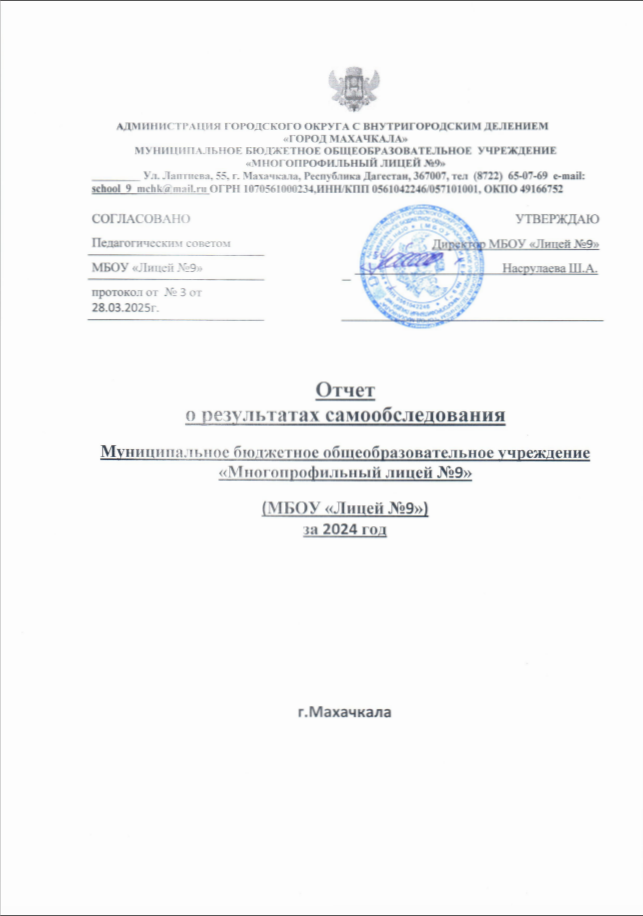 АДМИНИСТРАЦИЯ ГОРОДСКОГО ОКРУГА С ВНУТРИГОРОДСКИМ ДЕЛЕНИЕМ
«ГОРОД МАХАЧКАЛА»
МУНИЦИПАЛЬНОЕ БЮДЖЕТНОЕ ОБЩЕОБРАЗОВАТЕЛЬНОЕ УЧРЕЖДЕНИЕ
«МНОГОПРОФИЛЬНЫЙ ЛИЦЕЙ №9»
_________ Ул. Лаптиева, 55, г. Махачкала, Республика Дагестан, 367007, тел (8722) 65-07-69 e-mail:
school_9_mchk@mail.ru ОГРН 1070561000234,ИНН/КПП 0561042246/057101001, ОКПО 49166752
СОГЛАСОВАНО
Педагогическим советом
МБОУ «Лицей №9»
протокол от № 3 от
28.03.2025г.
УТВЕРЖДАЮ
Директор МБОУ «Лицей №9»
Насрулаева Ш.А.
Отчет
о результатах самообследования
Муниципальное бюджетное общеобразовательное учреждение
«Многопрофильный лицей №9»
(МБОУ «Лицей №9»)
за 2024 год
г.Махачкала